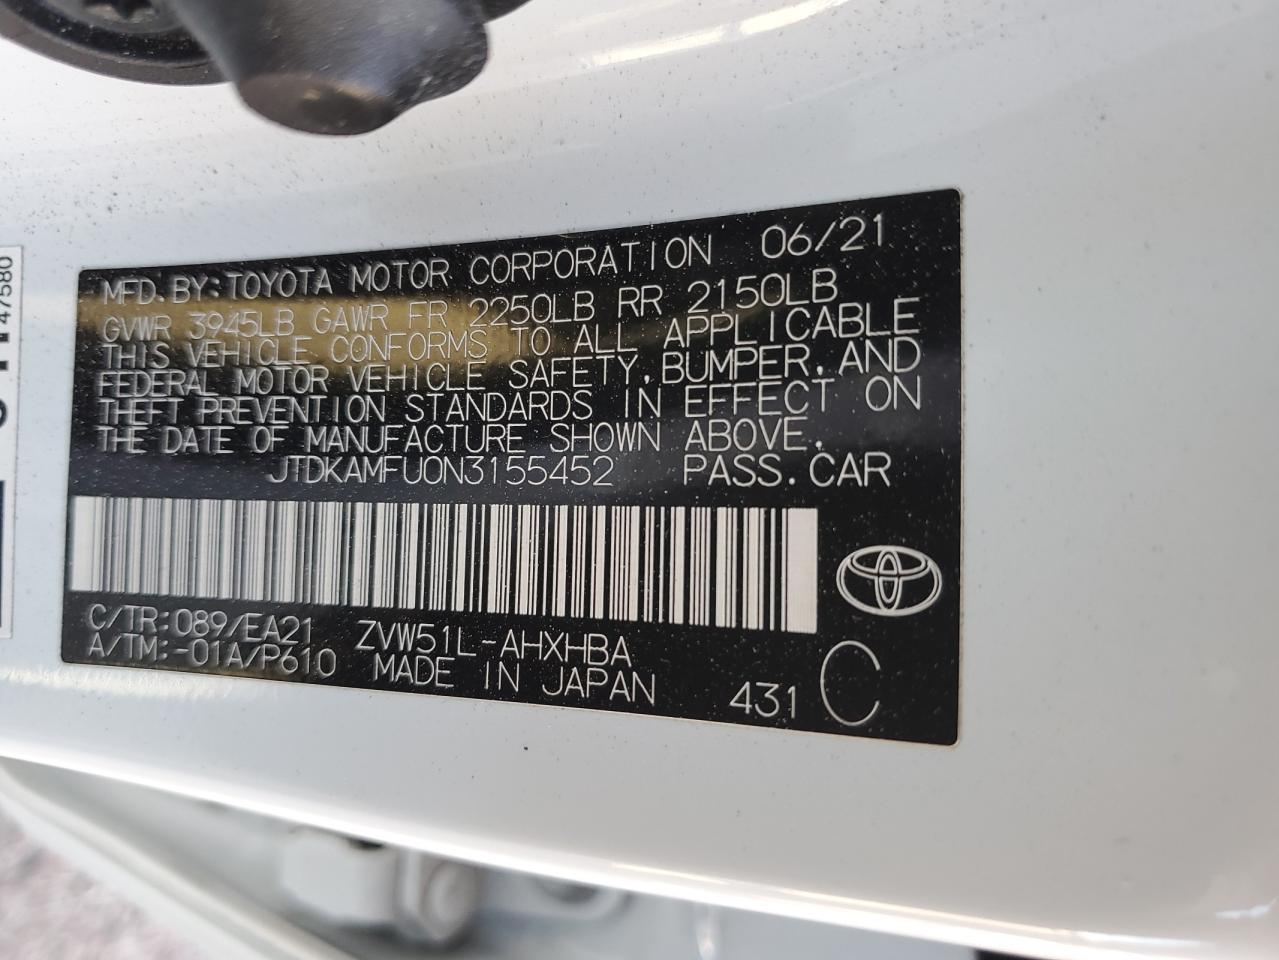 MFD. BY: TOYOTA MOTOR CORPORATION 06/21
GVWR 3945LB GAWR FR 2250LB RR 2150LB
THIS VEHICLE CONFORMS TO ALL APPLICABLE
FEDERAL MOTOR VEHICLE SAFETY, BUMPER, AND
THEFT PREVENTION STANDARDS IN EFFECT ON
THE DATE OF MANUFACTURE SHOWN ABOVE.
JTDKAMFU0N3155452 PASS. CAR
C/TR: 089/EA21 ZVW51L-AHXHBA
A/TM: -01A/P610 MADE IN JAPAN
431 C